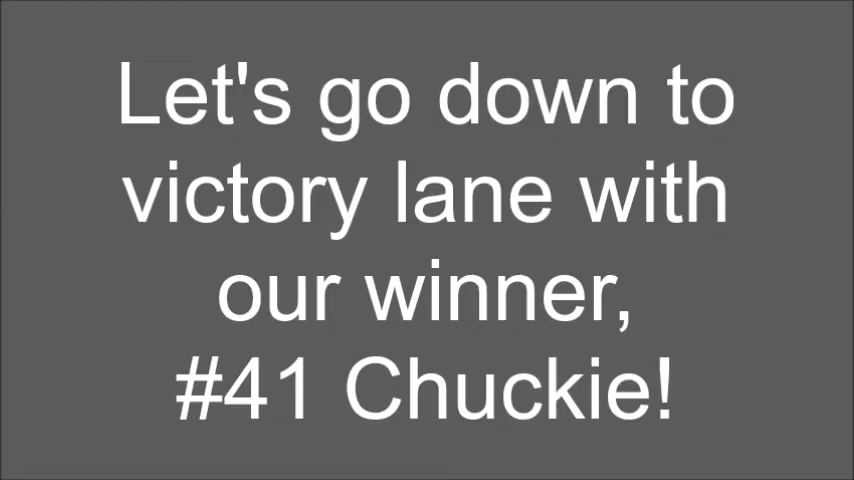 Let's go down to
victory lane with
our winner,
#41 Chuckie!